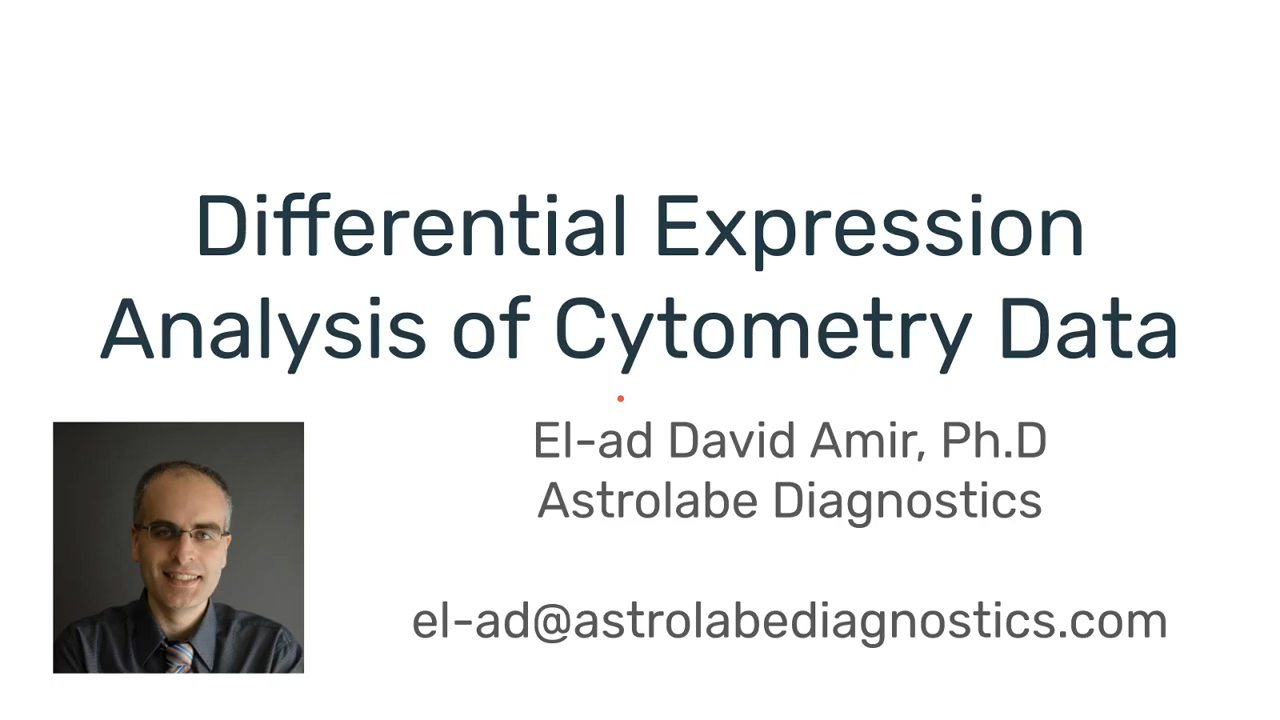 Differential Expression
Analysis of Cytometry Data
El-ad David Amir, Ph.D
Astrolabe Diagnostics
el-ad@astrolabediagnostics.com